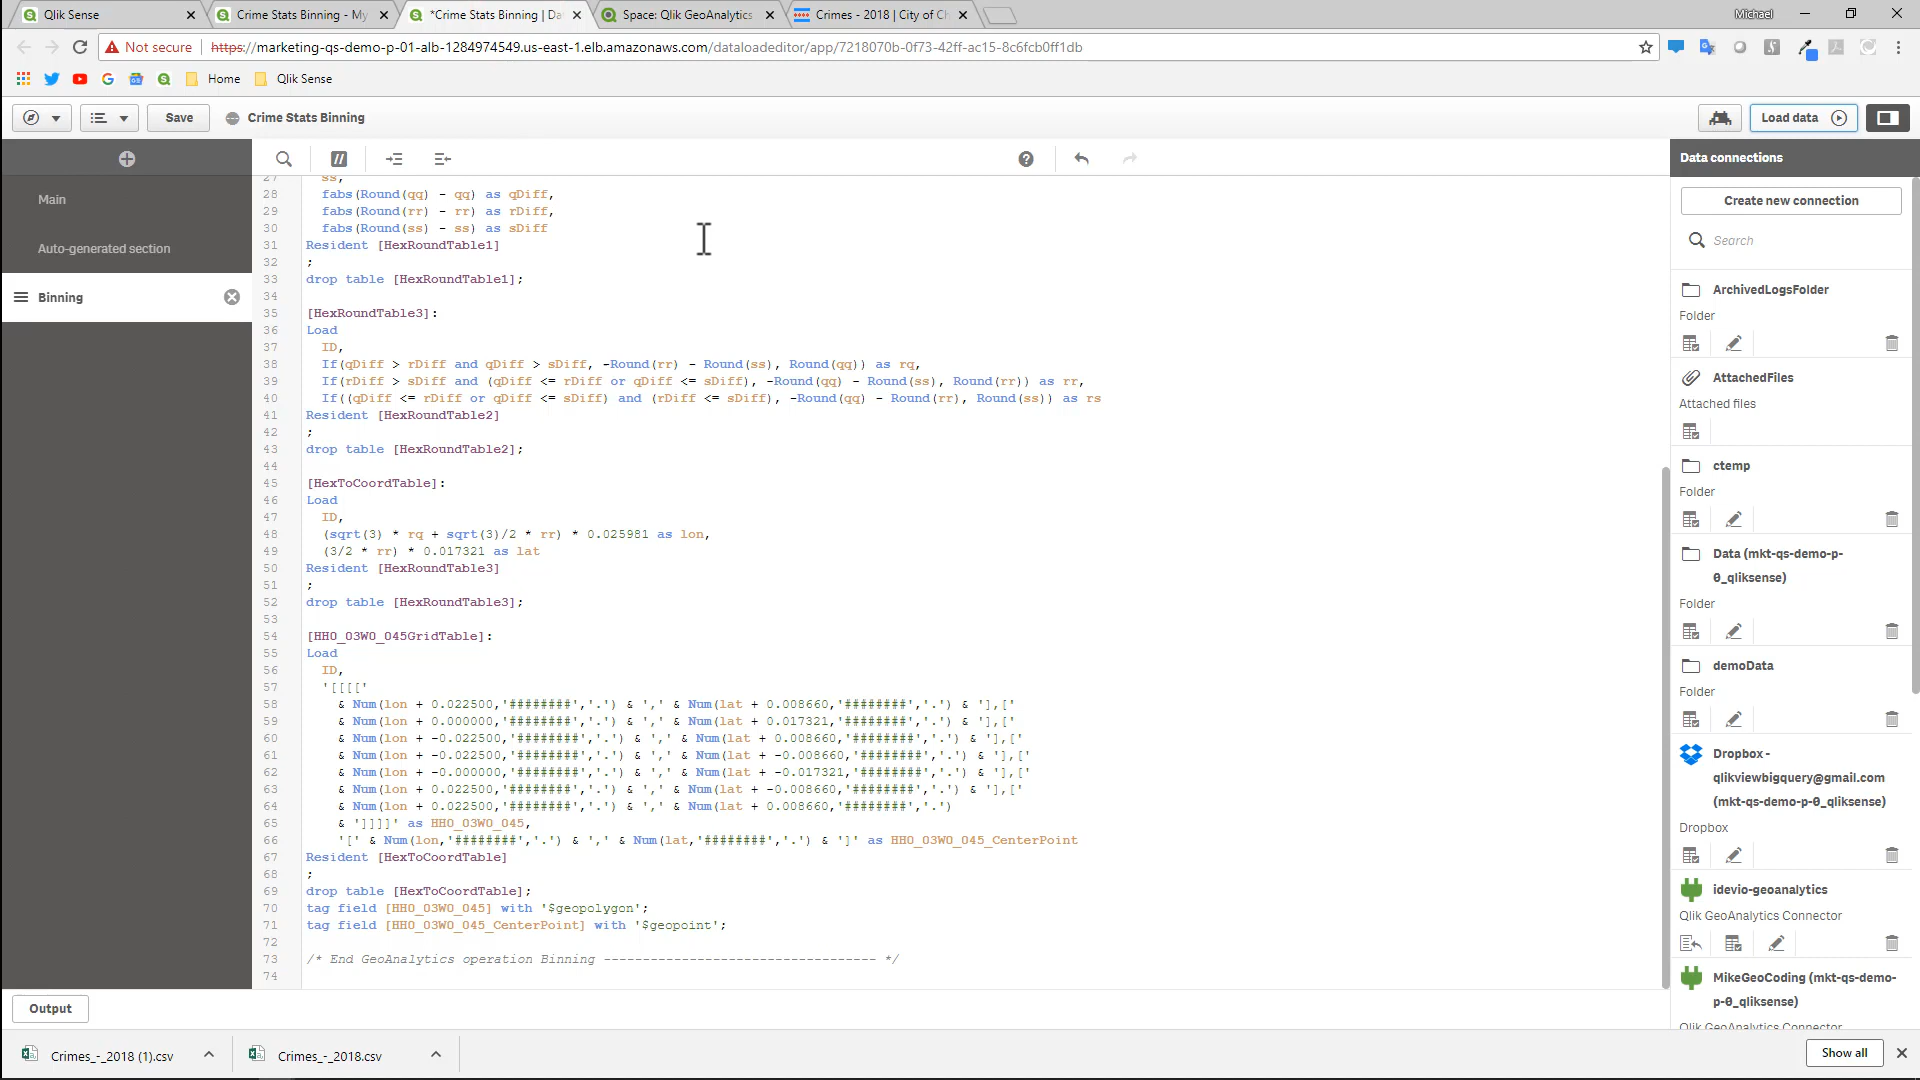 Qlik Sense
Crime Stats Binning - My
*Crime Stats Binning | Da
Space: Qlik GeoAnalytics
Crimes - 2018 | City of Ch
Michael
Not secure
https://marketing-qs-demo-p-01-alb-1284974549.us-east-1.elb.amazonaws.com/dataloadeditor/app/7218070b-0f73-42ff-ac15-8c6fcb0ff1db
Home
Qlik Sense
Save
Crime Stats Binning
Load data
Main
Auto-generated section
Binning
27 ss,
28 fabs(Round(qq) - qq) as qDiff,
29 fabs(Round(rr) - rr) as rDiff,
30 fabs(Round(ss) - ss) as sDiff
31 Resident [HexRoundTable1]
32 ;
33 drop table [HexRoundTable1];
34
35 [HexRoundTable3]:
36 Load
37 ID,
38 If(qDiff > rDiff and qDiff > sDiff, -Round(rr) - Round(ss), Round(qq)) as rq,
39 If(rDiff > sDiff and (qDiff <= rDiff or qDiff <= sDiff), -Round(qq) - Round(ss), Round(rr)) as rr,
40 If((qDiff <= rDiff or qDiff <= sDiff) and (rDiff <= sDiff), -Round(qq) - Round(rr), Round(ss)) as rs
41 Resident [HexRoundTable2]
42 ;
43 drop table [HexRoundTable2];
44
45 [HexToCoordTable]:
46 Load
47 ID,
48 (sqrt(3) * rq + sqrt(3)/2 * rr) * 0.025981 as lon,
49 (3/2 * rr) * 0.017321 as lat
50 Resident [HexRoundTable3]
51 ;
52 drop table [HexRoundTable3];
53
54 [HH0_03W0_045GridTable]:
55 Load
56 ID,
57 '[[[['
58 & Num(lon + 0.022500,'########','.') & ',' & Num(lat + 0.008660,'########','.') & '],['
59 & Num(lon + 0.000000,'########','.') & ',' & Num(lat + 0.017321,'########','.') & '],['
60 & Num(lon + -0.022500,'########','.') & ',' & Num(lat + 0.008660,'########','.') & '],['
61 & Num(lon + -0.022500,'########','.') & ',' & Num(lat + -0.008660,'########','.') & '],['
62 & Num(lon + -0.000000,'########','.') & ',' & Num(lat + -0.017321,'########','.') & '],['
63 & Num(lon + 0.022500,'########','.') & ',' & Num(lat + -0.008660,'########','.') & '],['
64 & Num(lon + 0.022500,'########','.') & ',' & Num(lat + 0.008660,'########','.')
65 & ']]]]' as HH0_03W0_045,
66 '[' & Num(lon,'########','.') & ',' & Num(lat,'########','.') & ']' as HH0_03W0_045_CenterPoint
67 Resident [HexToCoordTable]
68 ;
69 drop table [HexToCoordTable];
70 tag field [HH0_03W0_045] with '$geopolygon';
71 tag field [HH0_03W0_045_CenterPoint] with '$geopoint';
72
73 /* End GeoAnalytics operation Binning ---------------------------------- */
74
Data connections
Create new connection
Search
ArchivedLogsFolder
Folder
AttachedFiles
Attached files
ctemp
Folder
Data (mkt-qs-demo-p-
0_qliksense)
Folder
demoData
Folder
Dropbox -
qlikviewbigquery@gmail.com
(mkt-qs-demo-p-0_qliksense)
Dropbox
idevio-geoanalytics
Qlik GeoAnalytics Connector
MikeGeoCoding (mkt-qs-demo-
p-0_qliksense)
Qlik GeoAnalytics Connector
Output
Crimes_-_2018 (1).csv
Crimes_-_2018.csv
Show all